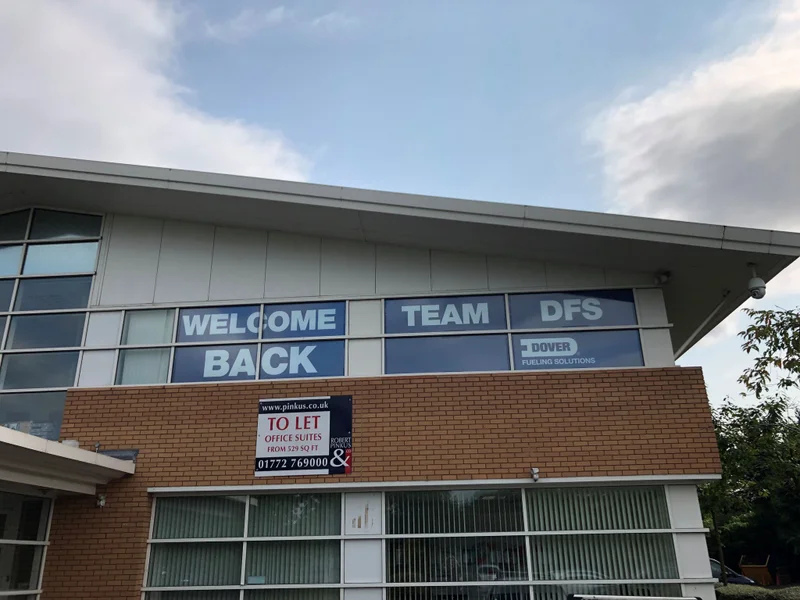 WELCOME TEAM DFS
BACK
DOVER
FUELING SOLUTIONS
www.pinkus.co.uk
TO LET
OFFICE SUITES
FROM 529 SQ FT
01772 769000
ROBERT
PINKUS
&